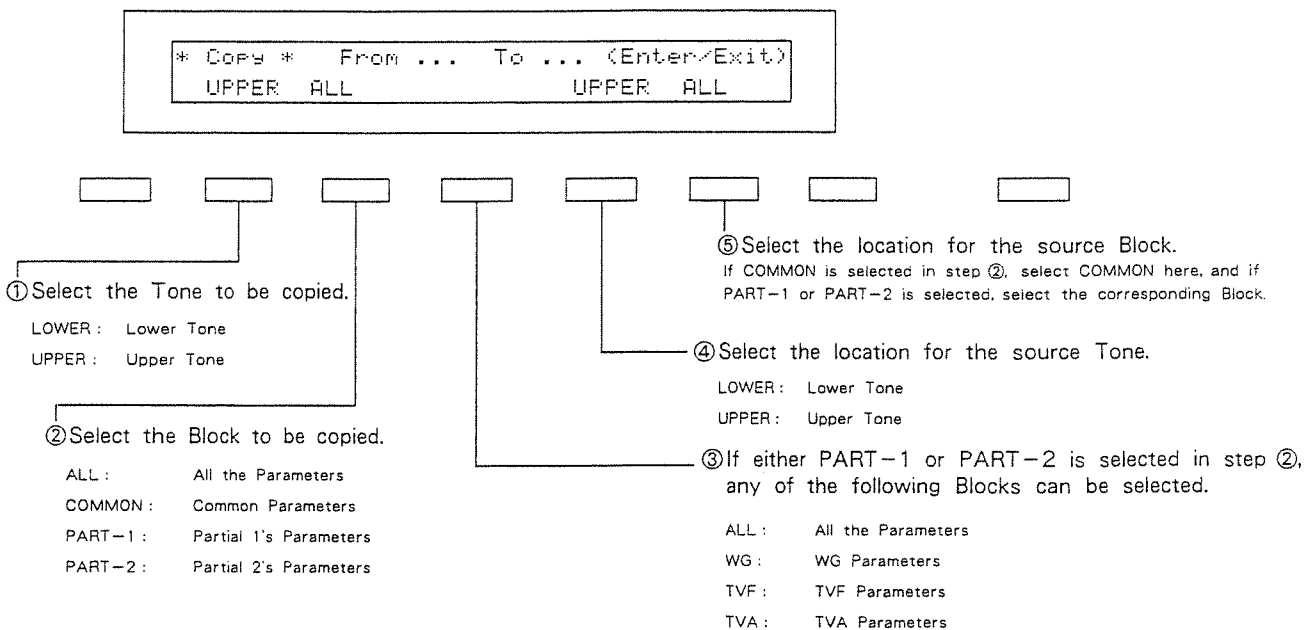 * Copy * From ... To ... (Enter/Exit)
UPPER ALL UPPER ALL
①Select the Tone to be copied.
LOWER : Lower Tone
UPPER : Upper Tone
②Select the Block to be copied.
ALL : All the Parameters
COMMON : Common Parameters
PART-1 : Partial 1's Parameters
PART-2 : Partial 2's Parameters
⑤Select the location for the source Block.
If COMMON is selected in step ②, select COMMON here, and if
PART-1 or PART-2 is selected, select the corresponding Block.
④Select the location for the source Tone.
LOWER : Lower Tone
UPPER : Upper Tone
③If either PART-1 or PART-2 is selected in step ②,
any of the following Blocks can be selected.
ALL : All the Parameters
WG : WG Parameters
TVF : TVF Parameters
TVA : TVA Parameters